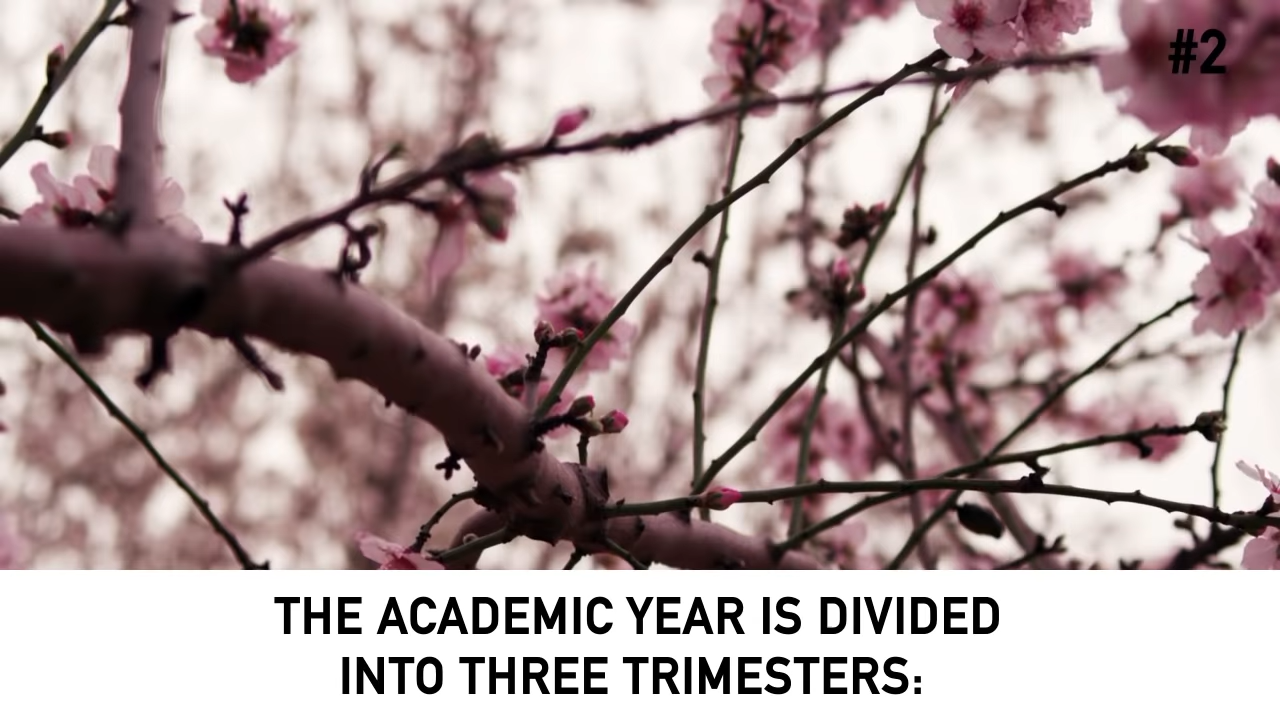 #2
THE ACADEMIC YEAR IS DIVIDED
INTO THREE TRIMESTERS: